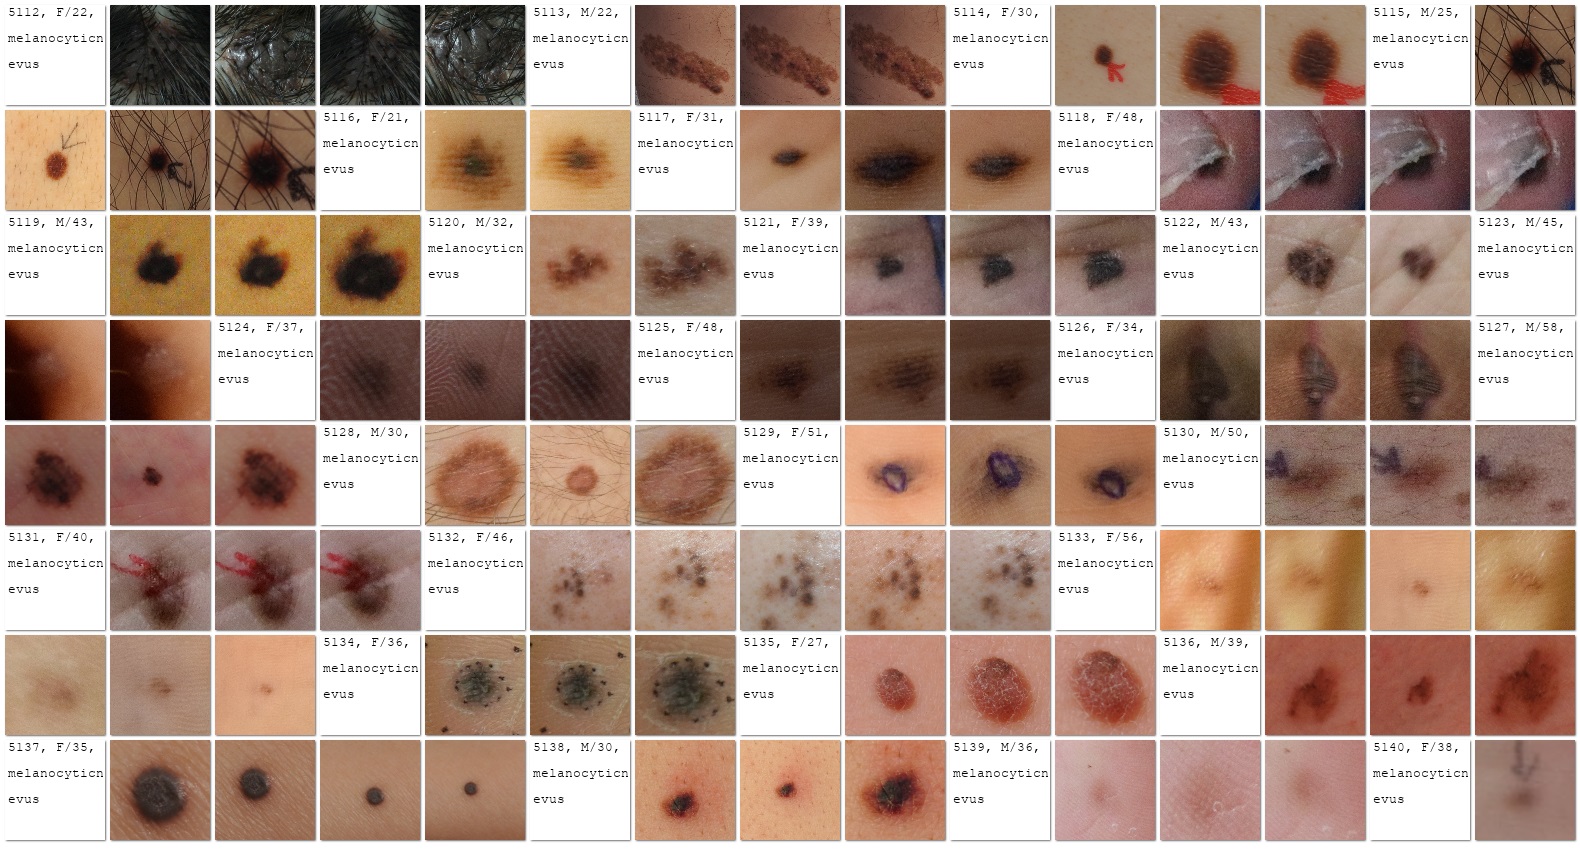 5112, F/22,
melanocyticn
evus
5113, M/22,
melanocyticn
evus
5114, F/30,
melanocyticn
evus
5115, M/25,
melanocyticn
evus
5116, F/21,
melanocyticn
evus
5117, F/31,
melanocyticn
evus
5118, F/48,
melanocyticn
evus
5119, M/43,
melanocyticn
evus
5120, M/32,
melanocyticn
evus
5121, F/39,
melanocyticn
evus
5122, M/43,
melanocyticn
evus
5123, M/45,
melanocyticn
evus
5124, F/37,
melanocyticn
evus
5125, F/48,
melanocyticn
evus
5126, F/34,
melanocyticn
evus
5127, M/58,
melanocyticn
evus
5128, M/30,
melanocyticn
evus
5129, F/51,
melanocyticn
evus
5130, M/50,
melanocyticn
evus
5131, F/40,
melanocyticn
evus
5132, F/46,
melanocyticn
evus
5133, F/56,
melanocyticn
evus
5134, F/36,
melanocyticn
evus
5135, F/27,
melanocyticn
evus
5136, M/39,
melanocyticn
evus
5137, F/35,
melanocyticn
evus
5138, M/30,
melanocyticn
evus
5139, M/36,
melanocyticn
evus
5140, F/38,
melanocyticn
evus